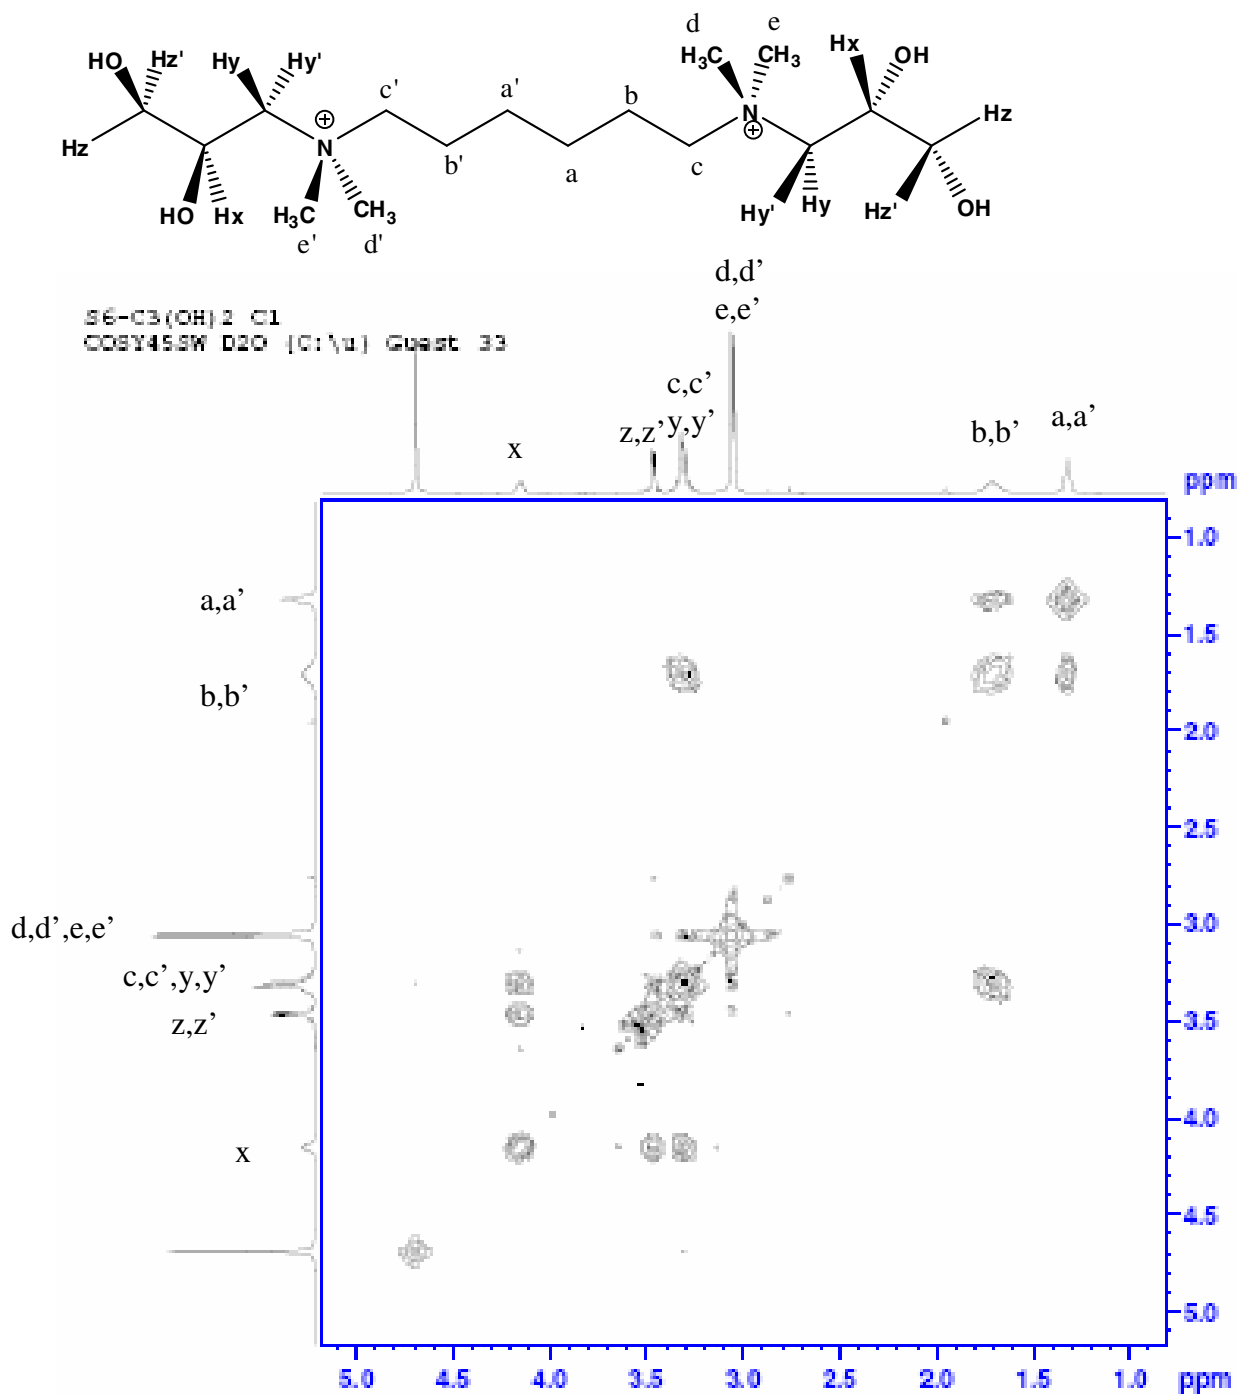 d e
HO Hz' Hy Hy' H₃C CH₃ Hx OH
c' a' b N ⊕ Hz
Hz N ⊕ b' a c
HO Hx H₃C CH₃ Hy' Hy Hz' OH
e' d'
d,d’
e,e’
S6-C3(OH)2 C1
COSY45SW D2O {C:\u} Guest 33
c,c’
z,z’ y,y’
x b,b’ a,a’
ppm
1.0
a,a’
1.5
b,b’
2.0
2.5
d,d’,e,e’
3.0
c,c’,y,y’
z,z’
3.5
4.0
x
4.5
5.0
5.0 4.5 4.0 3.5 3.0 2.5 2.0 1.5 1.0 ppm